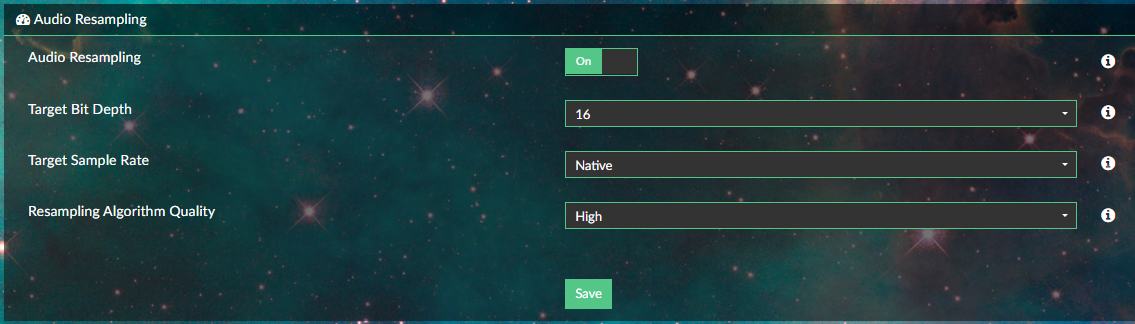 Audio Resampling
Audio Resampling On
Target Bit Depth 16
Target Sample Rate Native
Resampling Algorithm Quality High
Save